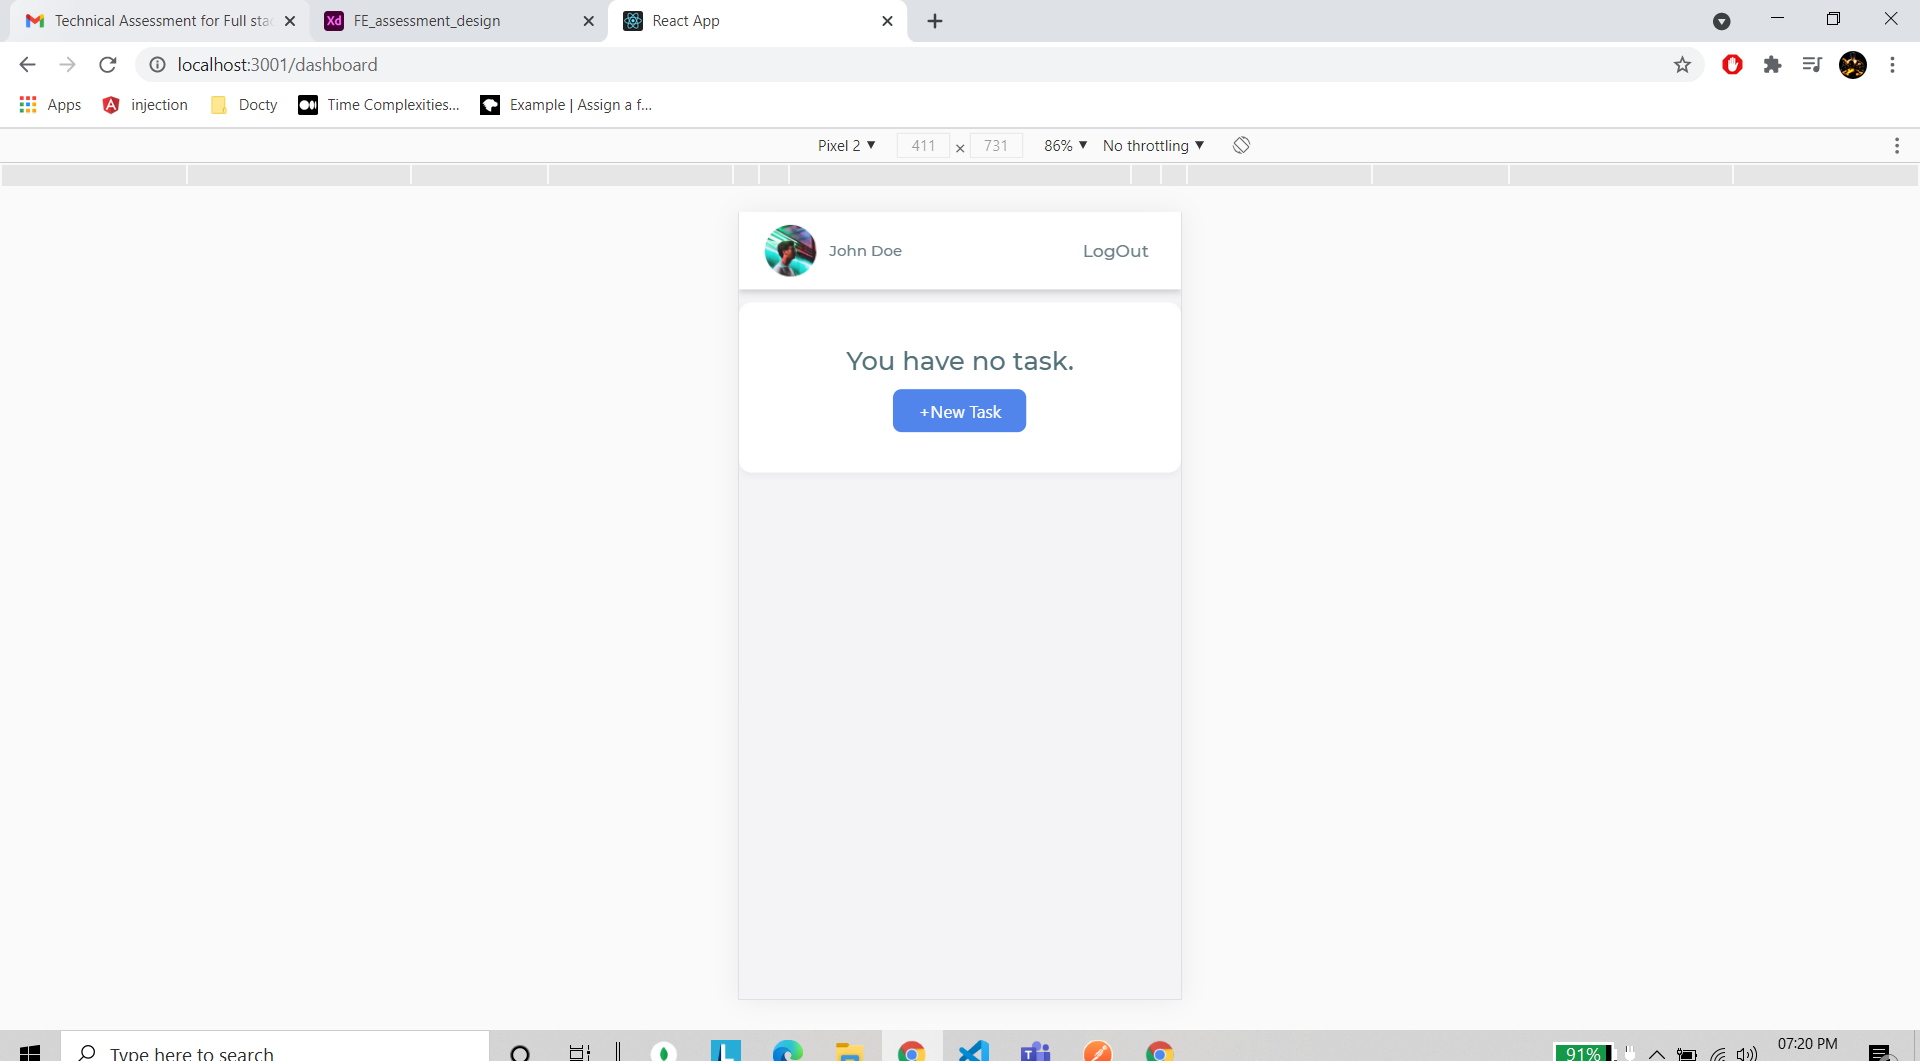 Technical Assessment for Full stac
Xd FE_assessment_design
React App
localhost:3001/dashboard
Apps injection Docty Time Complexities... Example | Assign a f...
Pixel 2 411 × 731 86% No throttling
John Doe LogOut
You have no task.
+New Task
Type here to search
91% 07:20 PM